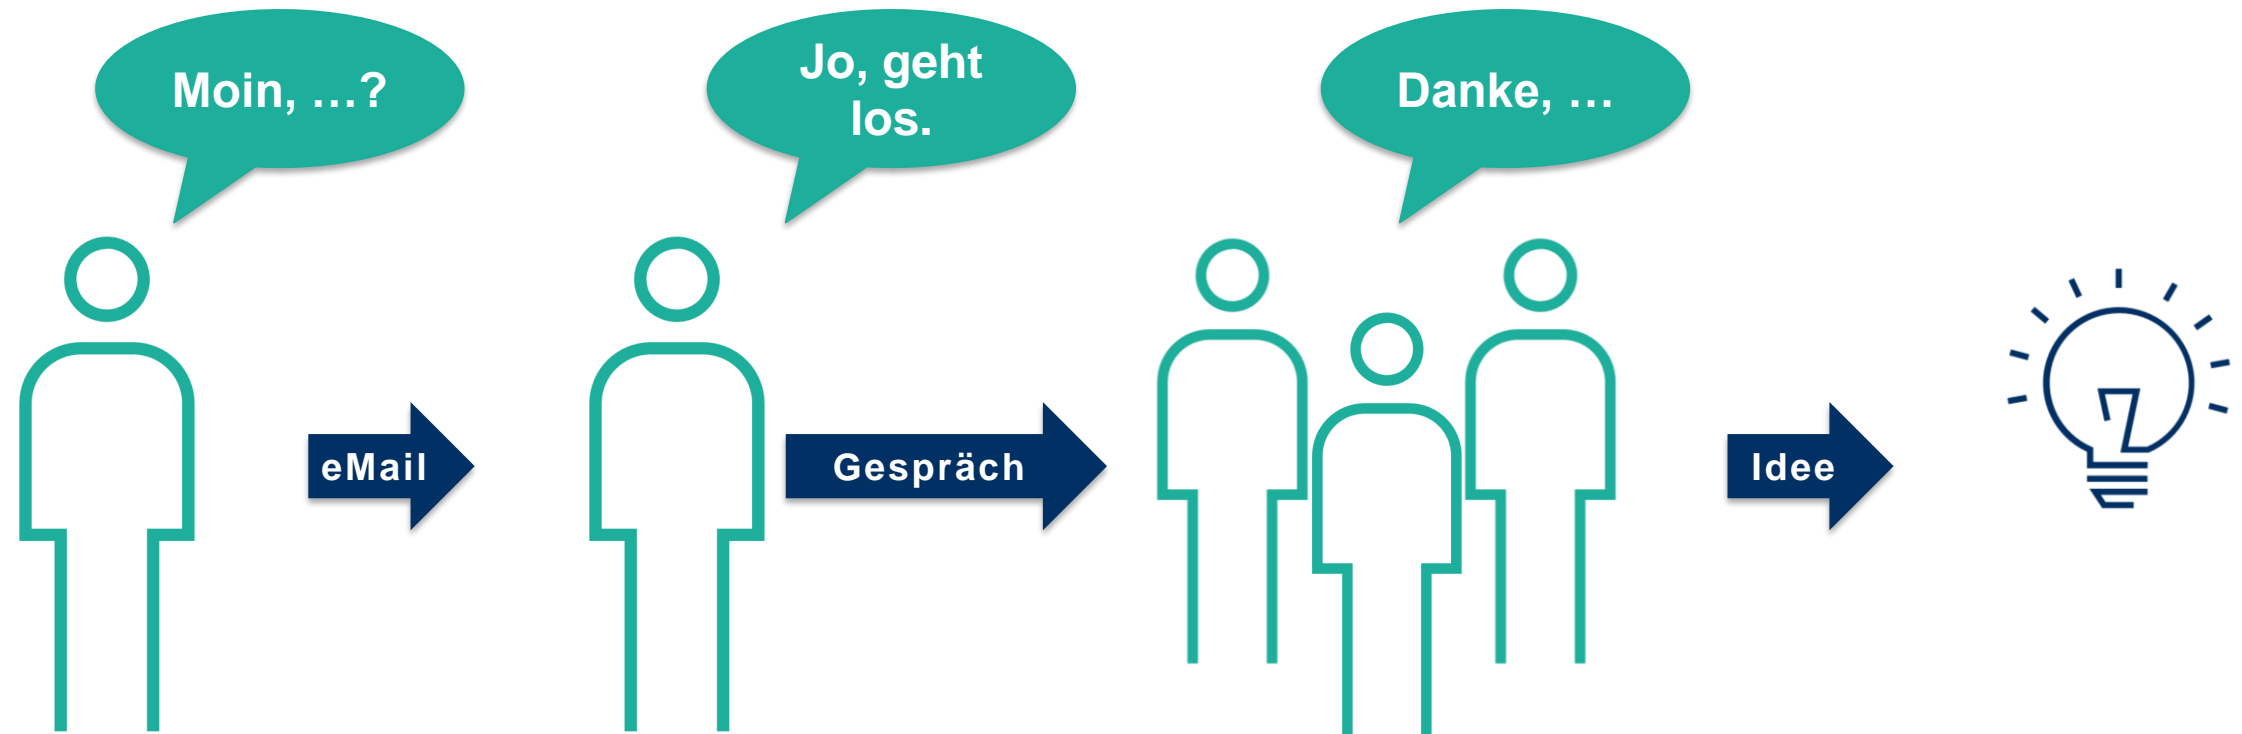 Moin, …?
Jo, geht
los.
Danke, …
eMail
Gespräch
Idee